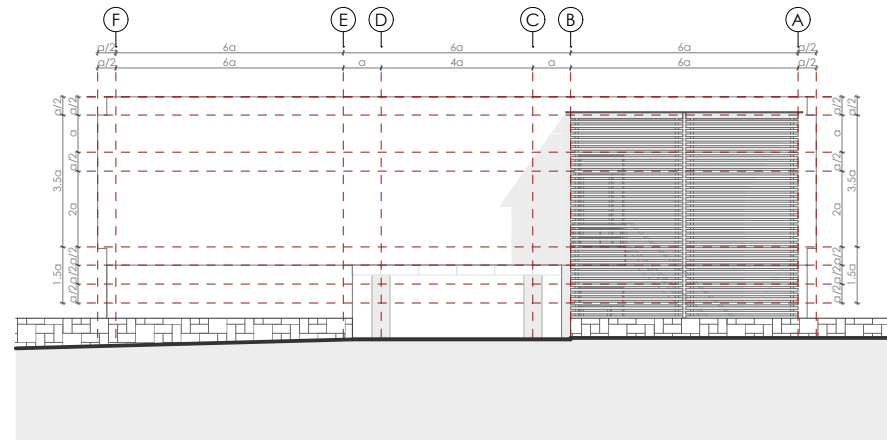 F E D C B A
a/2 6a 6a 6a a/2
a/2 6a a 4a a 6a a/2
a/2 3.5a 1.5a
a/2 a a/2 2a a/2 a/2 a/2
a/2 a a/2 2a a/2 a/2 a/2
a/2 3.5a 1.5a